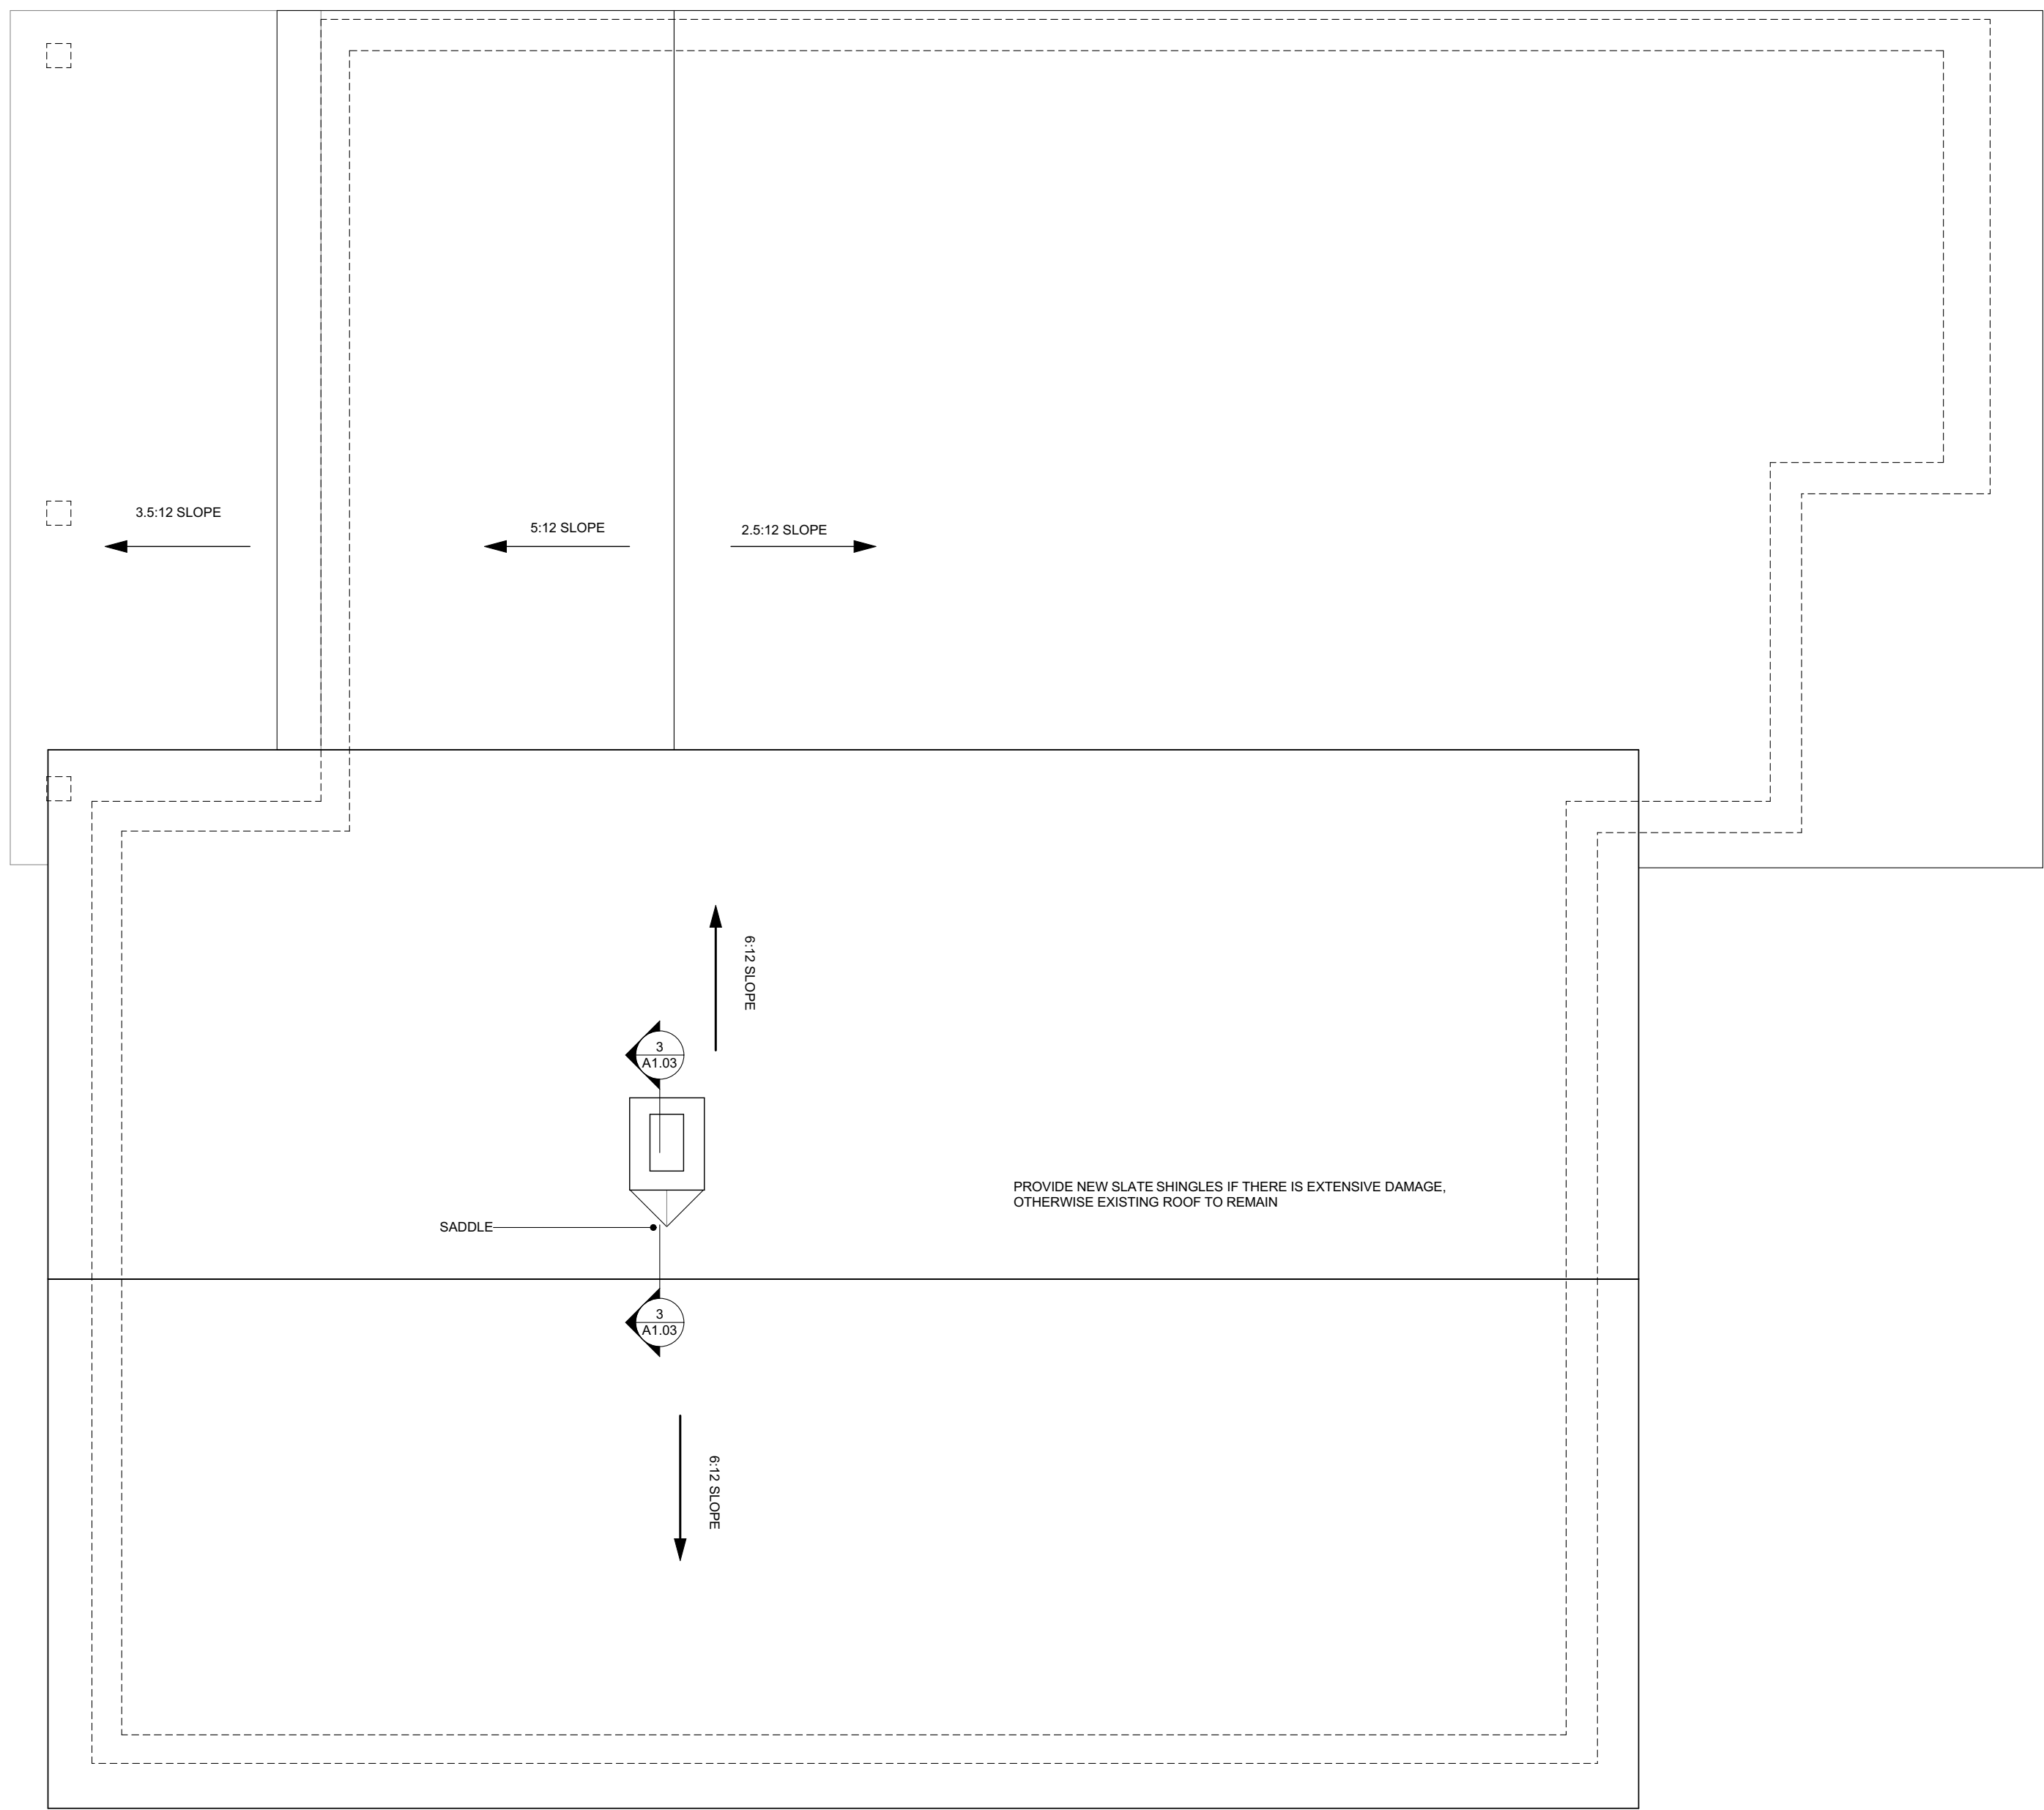 3.5:12 SLOPE
5:12 SLOPE
2.5:12 SLOPE
6:12 SLOPE
3
A1.03
PROVIDE NEW SLATE SHINGLES IF THERE IS EXTENSIVE DAMAGE,
OTHERWISE EXISTING ROOF TO REMAIN
SADDLE
3
A1.03
6:12 SLOPE